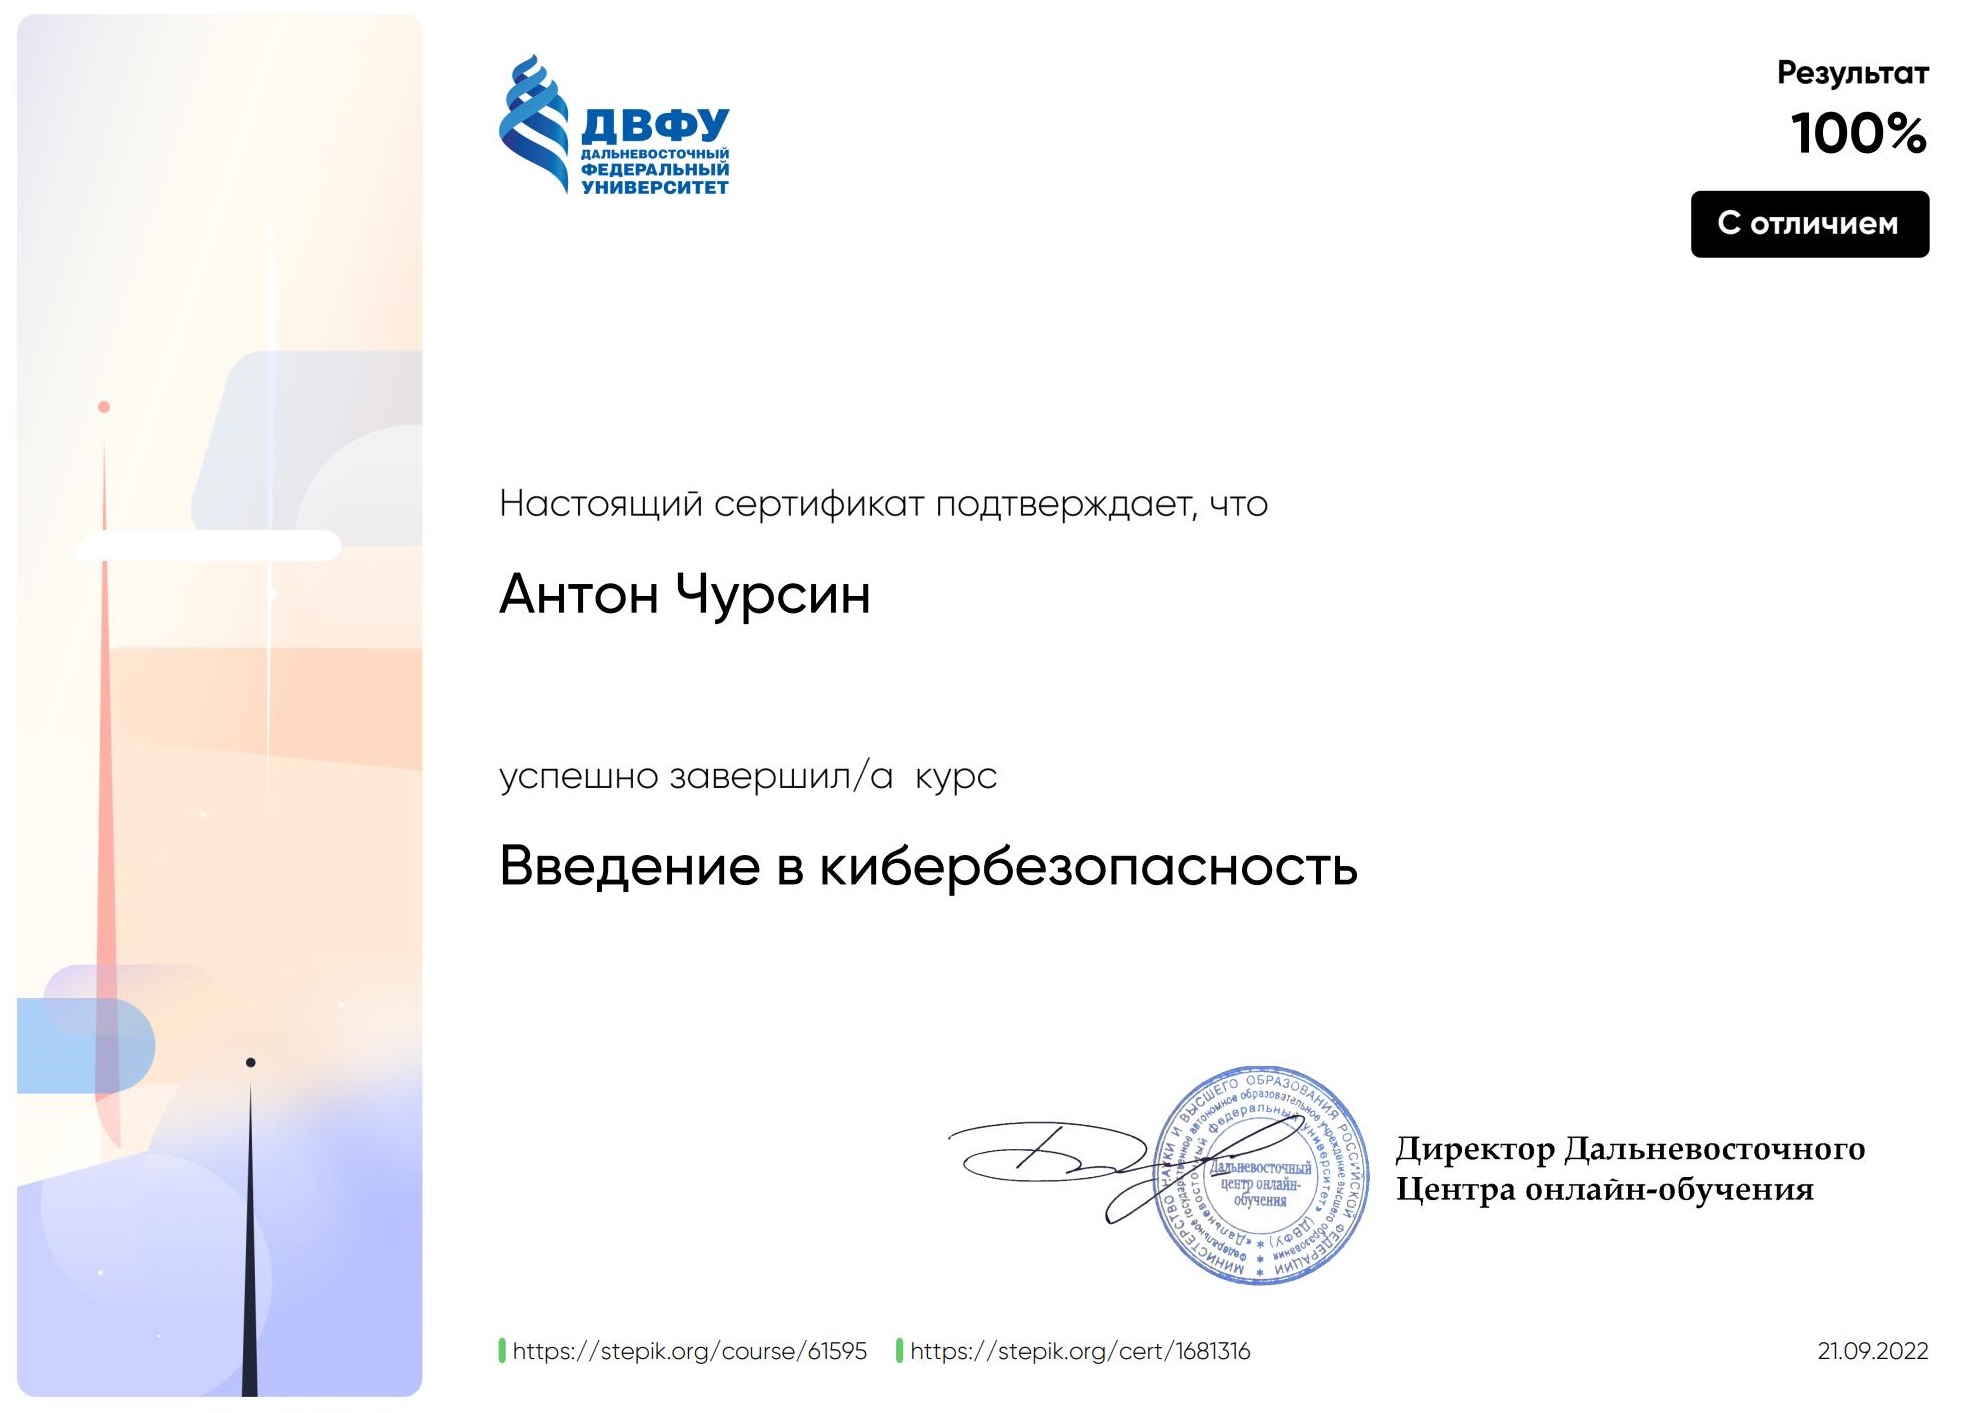 ДВФУ
ДАЛЬНЕВОСТОЧНЫЙ
ФЕДЕРАЛЬНЫЙ
УНИВЕРСИТЕТ
Результат
100%
С отличием
Настоящий сертификат подтверждает, что
Антон Чурсин
успешно завершил/а курс
Введение в кибербезопасность
МИНИСТЕРСТВО НАУКИ И ВЫСШЕГО ОБРАЗОВАНИЯ РОССИЙСКОЙ ФЕДЕРАЦИИ
федеральное государственное автономное образовательное учреждение высшего образования
«Дальневосточный федеральный университет» (ДВФУ)
Дальневосточный
центр онлайн-
обучения
Директор Дальневосточного
Центра онлайн-обучения
https://stepik.org/course/61595
https://stepik.org/cert/1681316
21.09.2022